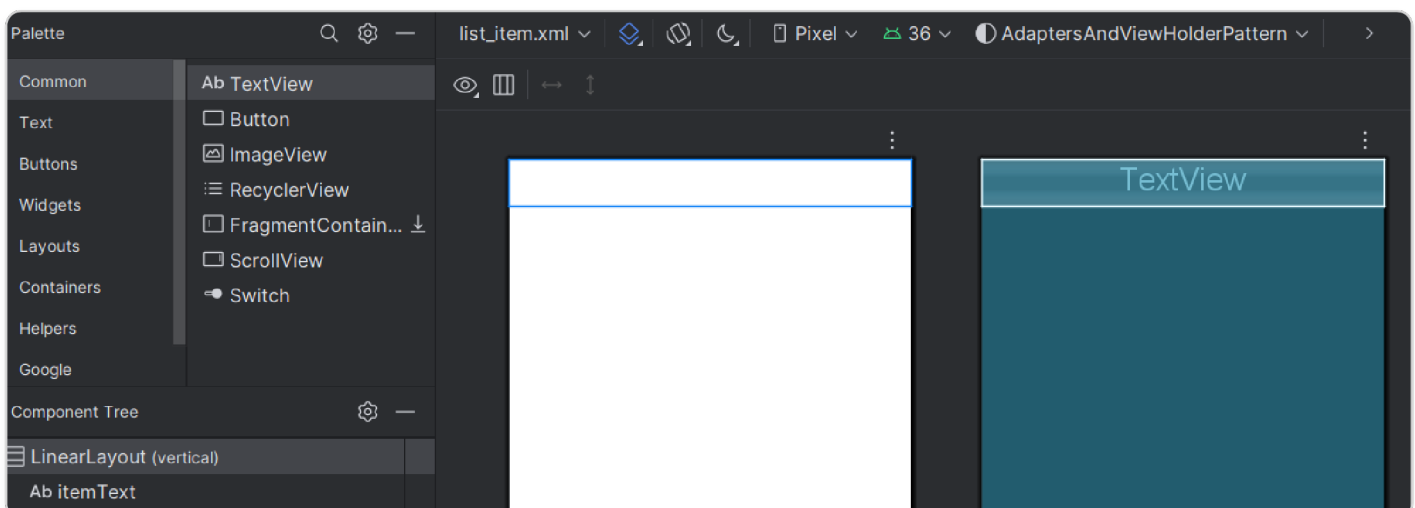 Palette
list_item.xml
Pixel
36
AdaptersAndViewHolderPattern
Common
Text
Buttons
Widgets
Layouts
Containers
Helpers
Google
Ab TextView
Button
ImageView
RecyclerView
FragmentContain...
ScrollView
Switch
Component Tree
LinearLayout (vertical)
Ab itemText
TextView